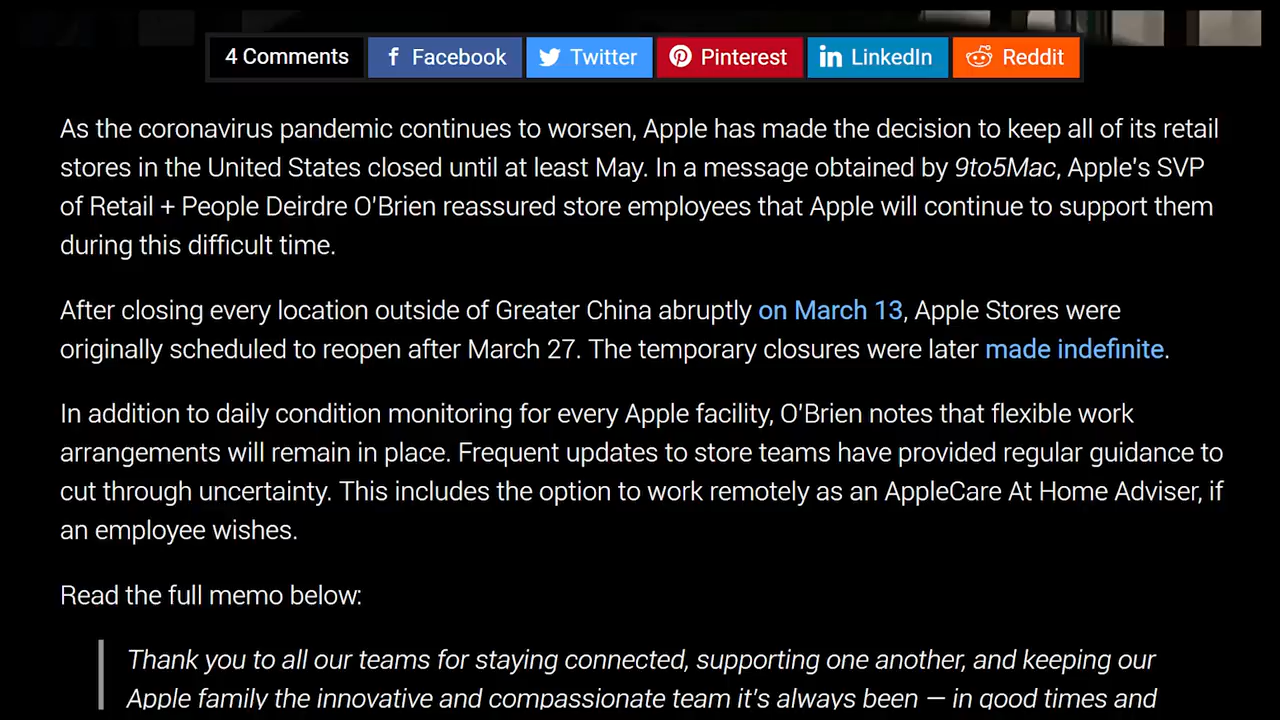 4 Comments Facebook Twitter Pinterest LinkedIn Reddit
As the coronavirus pandemic continues to worsen, Apple has made the decision to keep all of its retail
stores in the United States closed until at least May. In a message obtained by 9to5Mac, Apple's SVP
of Retail + People Deirdre O'Brien reassured store employees that Apple will continue to support them
during this difficult time.
After closing every location outside of Greater China abruptly on March 13, Apple Stores were
originally scheduled to reopen after March 27. The temporary closures were later made indefinite.
In addition to daily condition monitoring for every Apple facility, O'Brien notes that flexible work
arrangements will remain in place. Frequent updates to store teams have provided regular guidance to
cut through uncertainty. This includes the option to work remotely as an AppleCare At Home Adviser, if
an employee wishes.
Read the full memo below:
Thank you to all our teams for staying connected, supporting one another, and keeping our
Apple family the innovative and compassionate team it's always been — in good times and